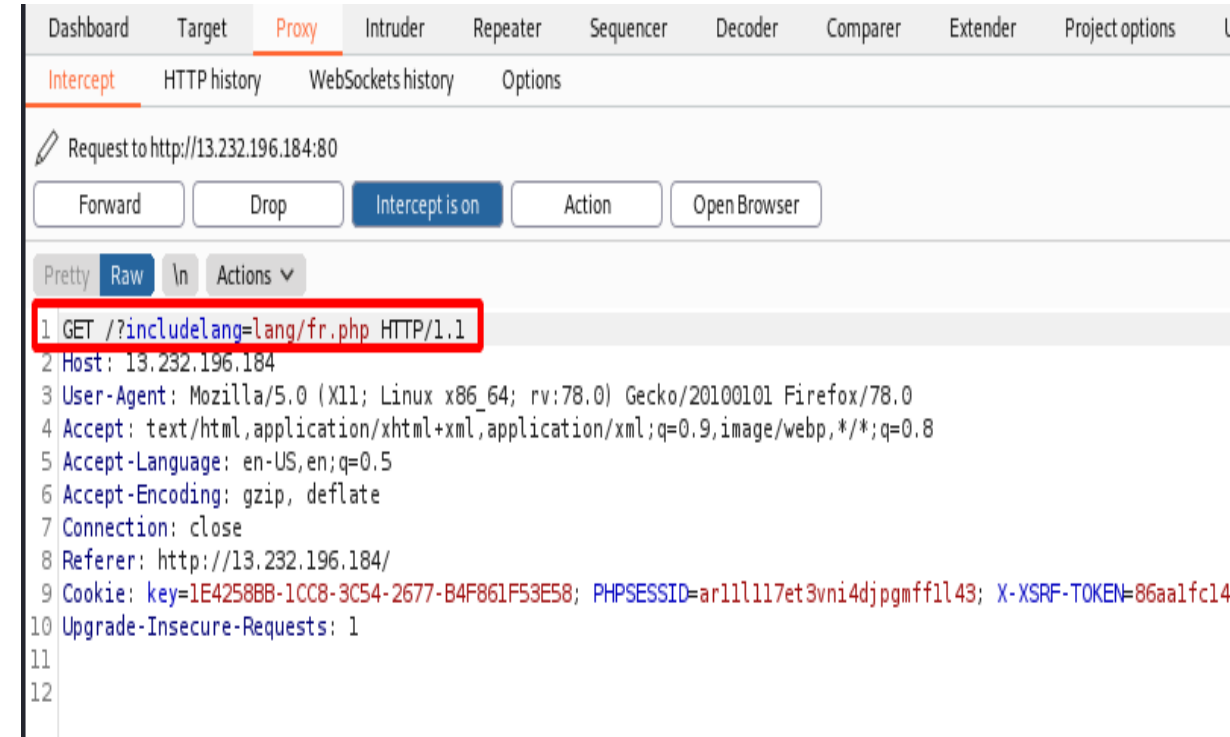 Dashboard Target Proxy Intruder Repeater Sequencer Decoder Comparer Extender Project options
Intercept HTTP history WebSockets history Options
Request to http://13.232.196.184:80
Forward Drop Intercept is on Action Open Browser
Pretty Raw \n Actions
1 GET /?includelang=lang/fr.php HTTP/1.1
2 Host: 13.232.196.184
3 User-Agent: Mozilla/5.0 (X11; Linux x86_64; rv:78.0) Gecko/20100101 Firefox/78.0
4 Accept: text/html,application/xhtml+xml,application/xml;q=0.9,image/webp,*/*;q=0.8
5 Accept-Language: en-US,en;q=0.5
6 Accept-Encoding: gzip, deflate
7 Connection: close
8 Referer: http://13.232.196.184/
9 Cookie: key=1E4258BB-1CC8-3C54-2677-B4F861F53E58; PHPSESSID=arlll117et3vni4djpgmff1l43; X-XSRF-TOKEN=86aa1fc14
10 Upgrade-Insecure-Requests: 1
11
12